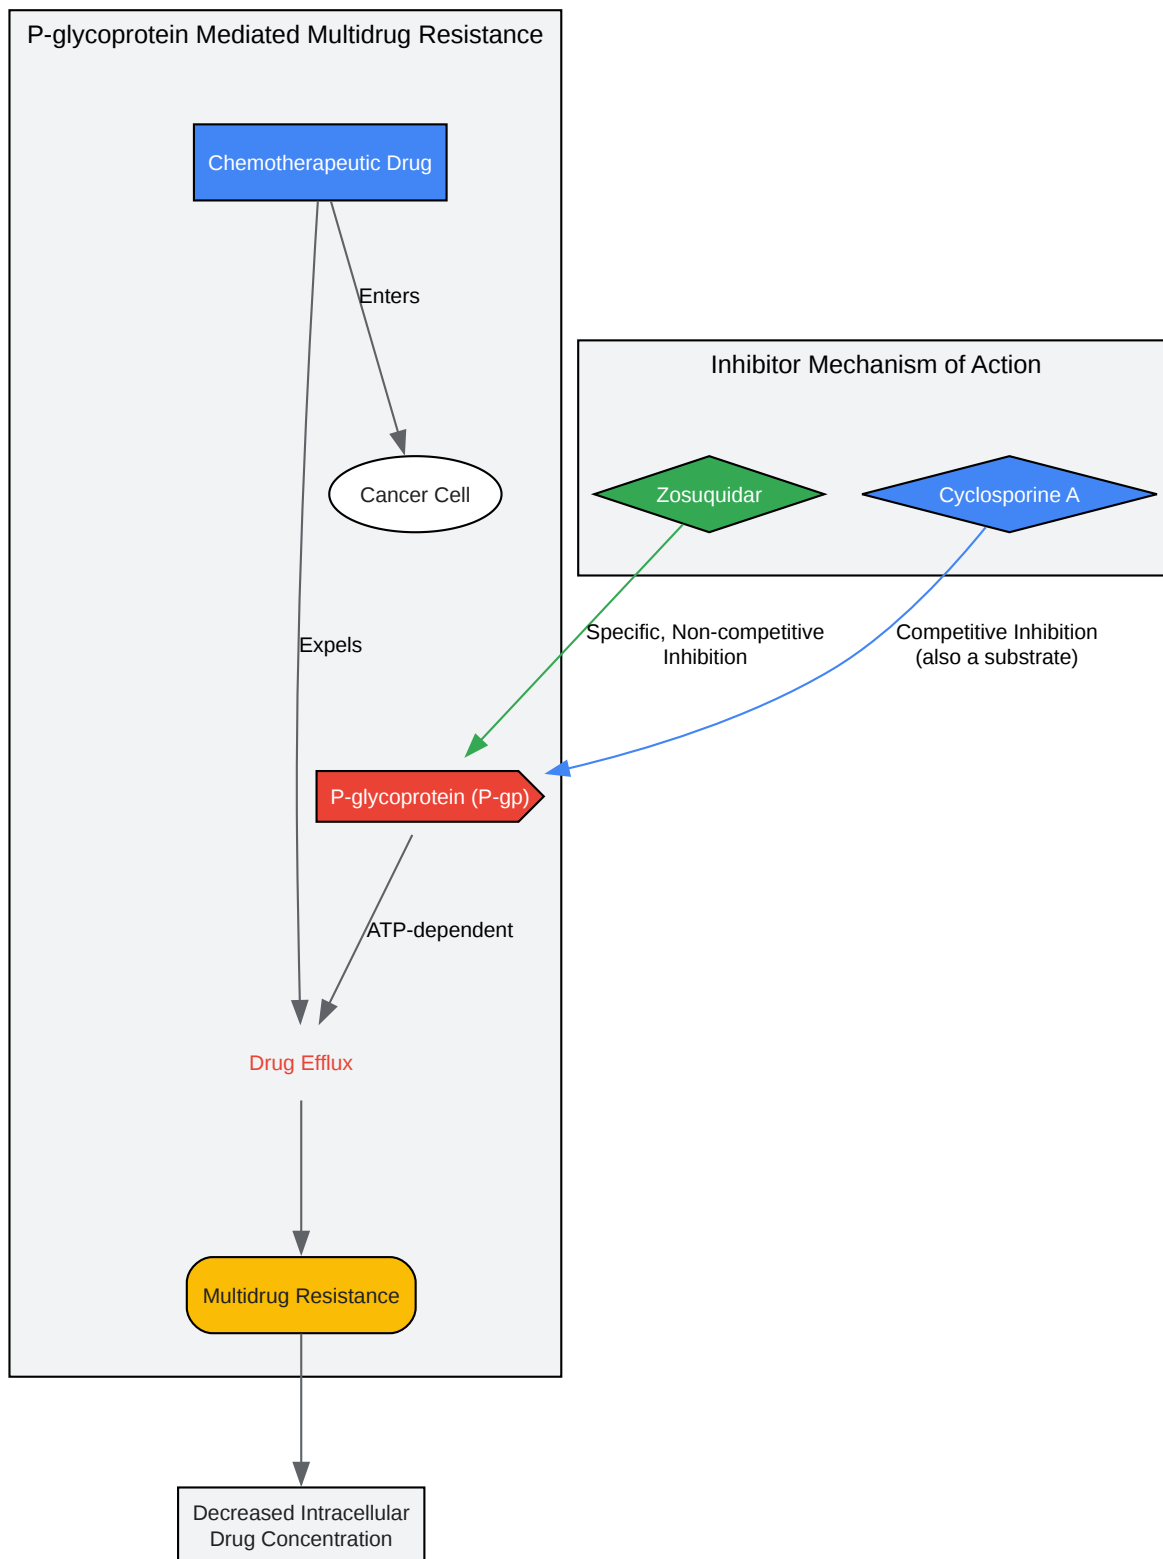 P-glycoprotein Mediated Multidrug Resistance
Chemotherapeutic Drug
Enters
Inhibitor Mechanism of Action
Cancer Cell
Zosuquidar
Cyclosporine A
Expels
Specific, Non-competitive
Inhibition
Competitive Inhibition
(also a substrate)
P-glycoprotein (P-gp)
ATP-dependent
Drug Efflux
Multidrug Resistance
Decreased Intracellular
Drug Concentration